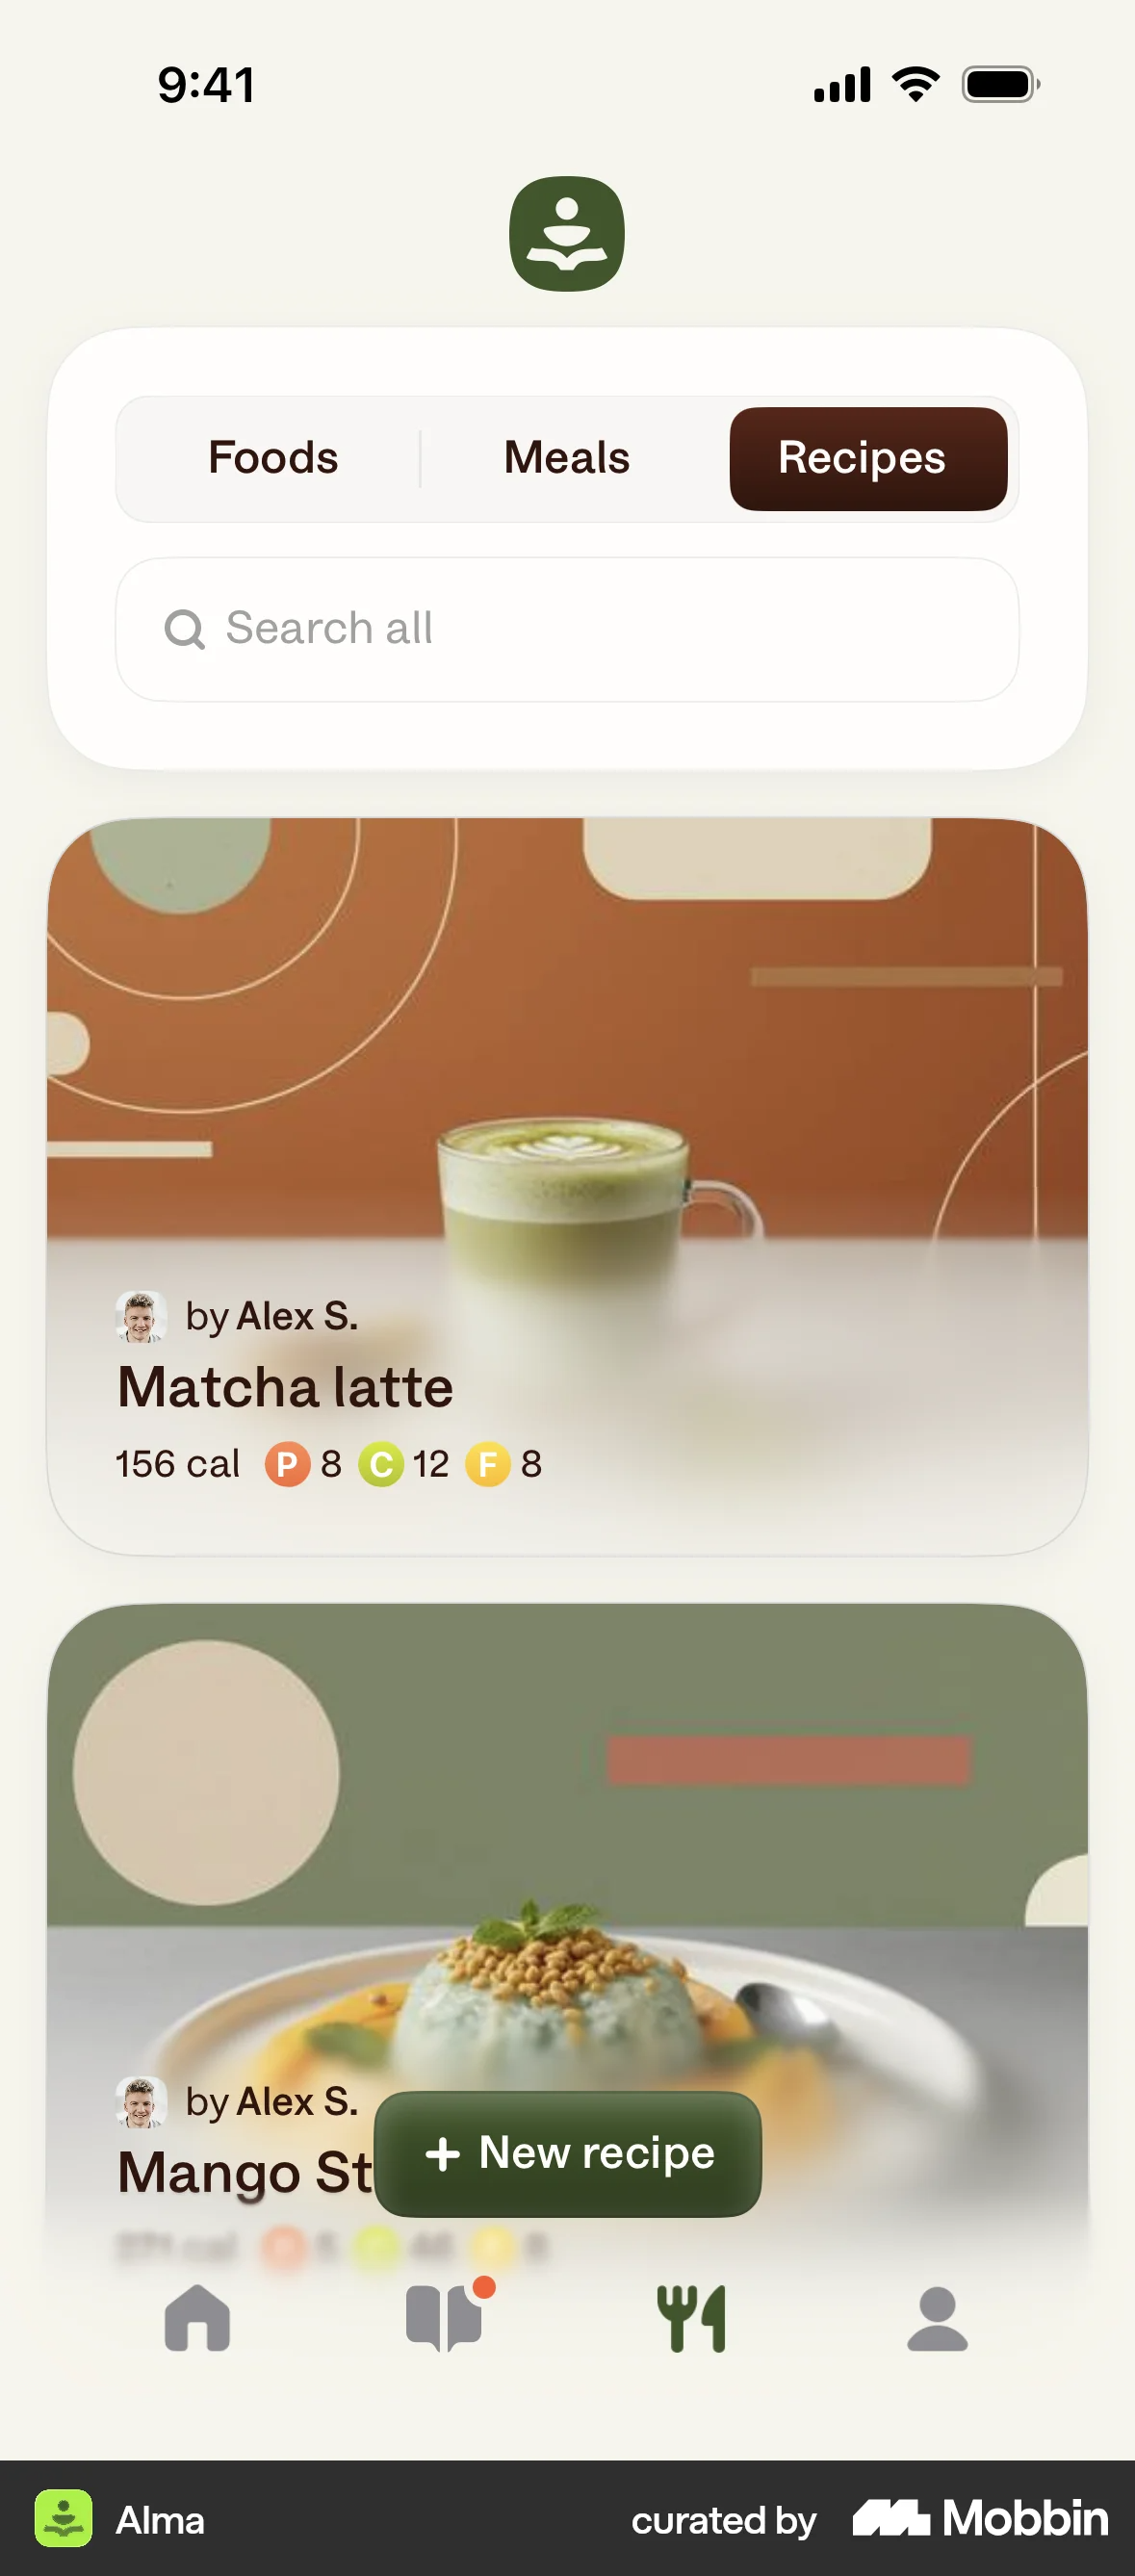 9:41
Foods Meals Recipes
Search all
by Alex S.
Matcha latte
156 cal P 8 C 12 F 8
by Alex S.
Mango St
+ New recipe
Alma curated by Mobbin